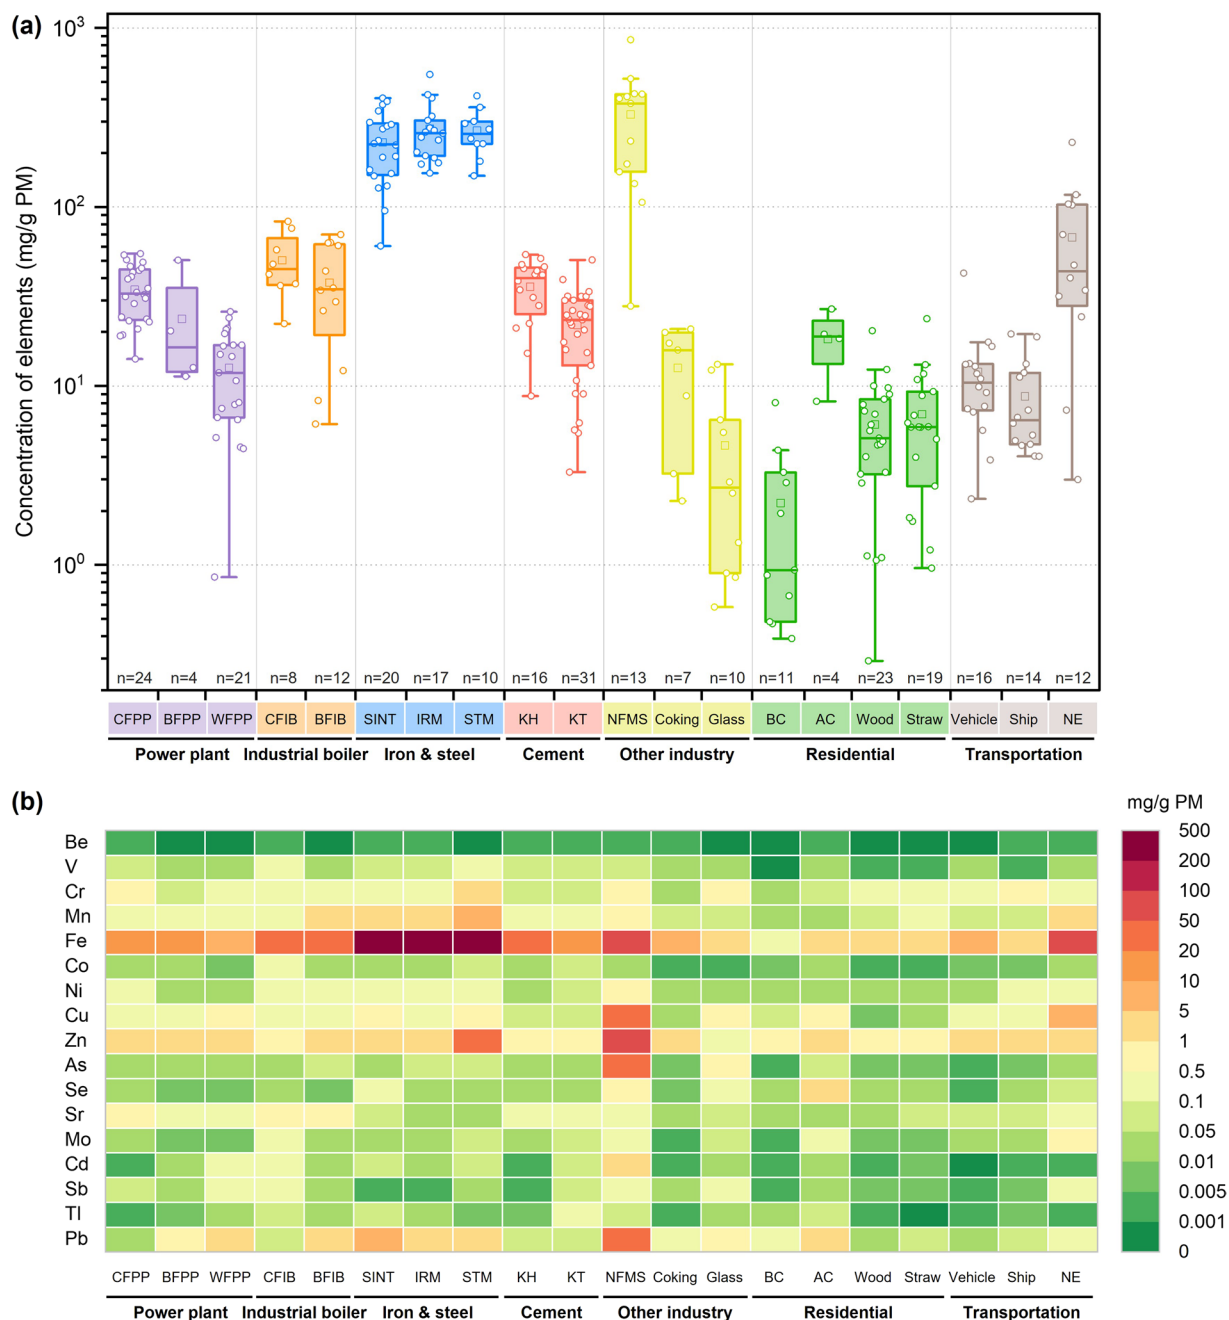 (a)
Concentration of elements (mg/g PM)
10³
10²
10¹
10⁰
n=24 n=4 n=21 n=8 n=12 n=20 n=17 n=10 n=16 n=31 n=13 n=7 n=10 n=11 n=4 n=23 n=19 n=16 n=14 n=12
CFPP BFPP WFPP CFIB BFIB SINT IRM STM KH KT NFMS Coking Glass BC AC Wood Straw Vehicle Ship NE
Power plant Industrial boiler Iron & steel Cement Other industry Residential Transportation
(b)
mg/g PM
Be
V
Cr
Mn
Fe
Co
Ni
Cu
Zn
As
Se
Sr
Mo
Cd
Sb
Tl
Pb
500
200
100
50
20
10
5
1
0.5
0.1
0.05
0.01
0.005
0.001
0
CFPP BFPP WFPP CFIB BFIB SINT IRM STM KH KT NFMS Coking Glass BC AC Wood Straw Vehicle Ship NE
Power plant Industrial boiler Iron & steel Cement Other industry Residential Transportation